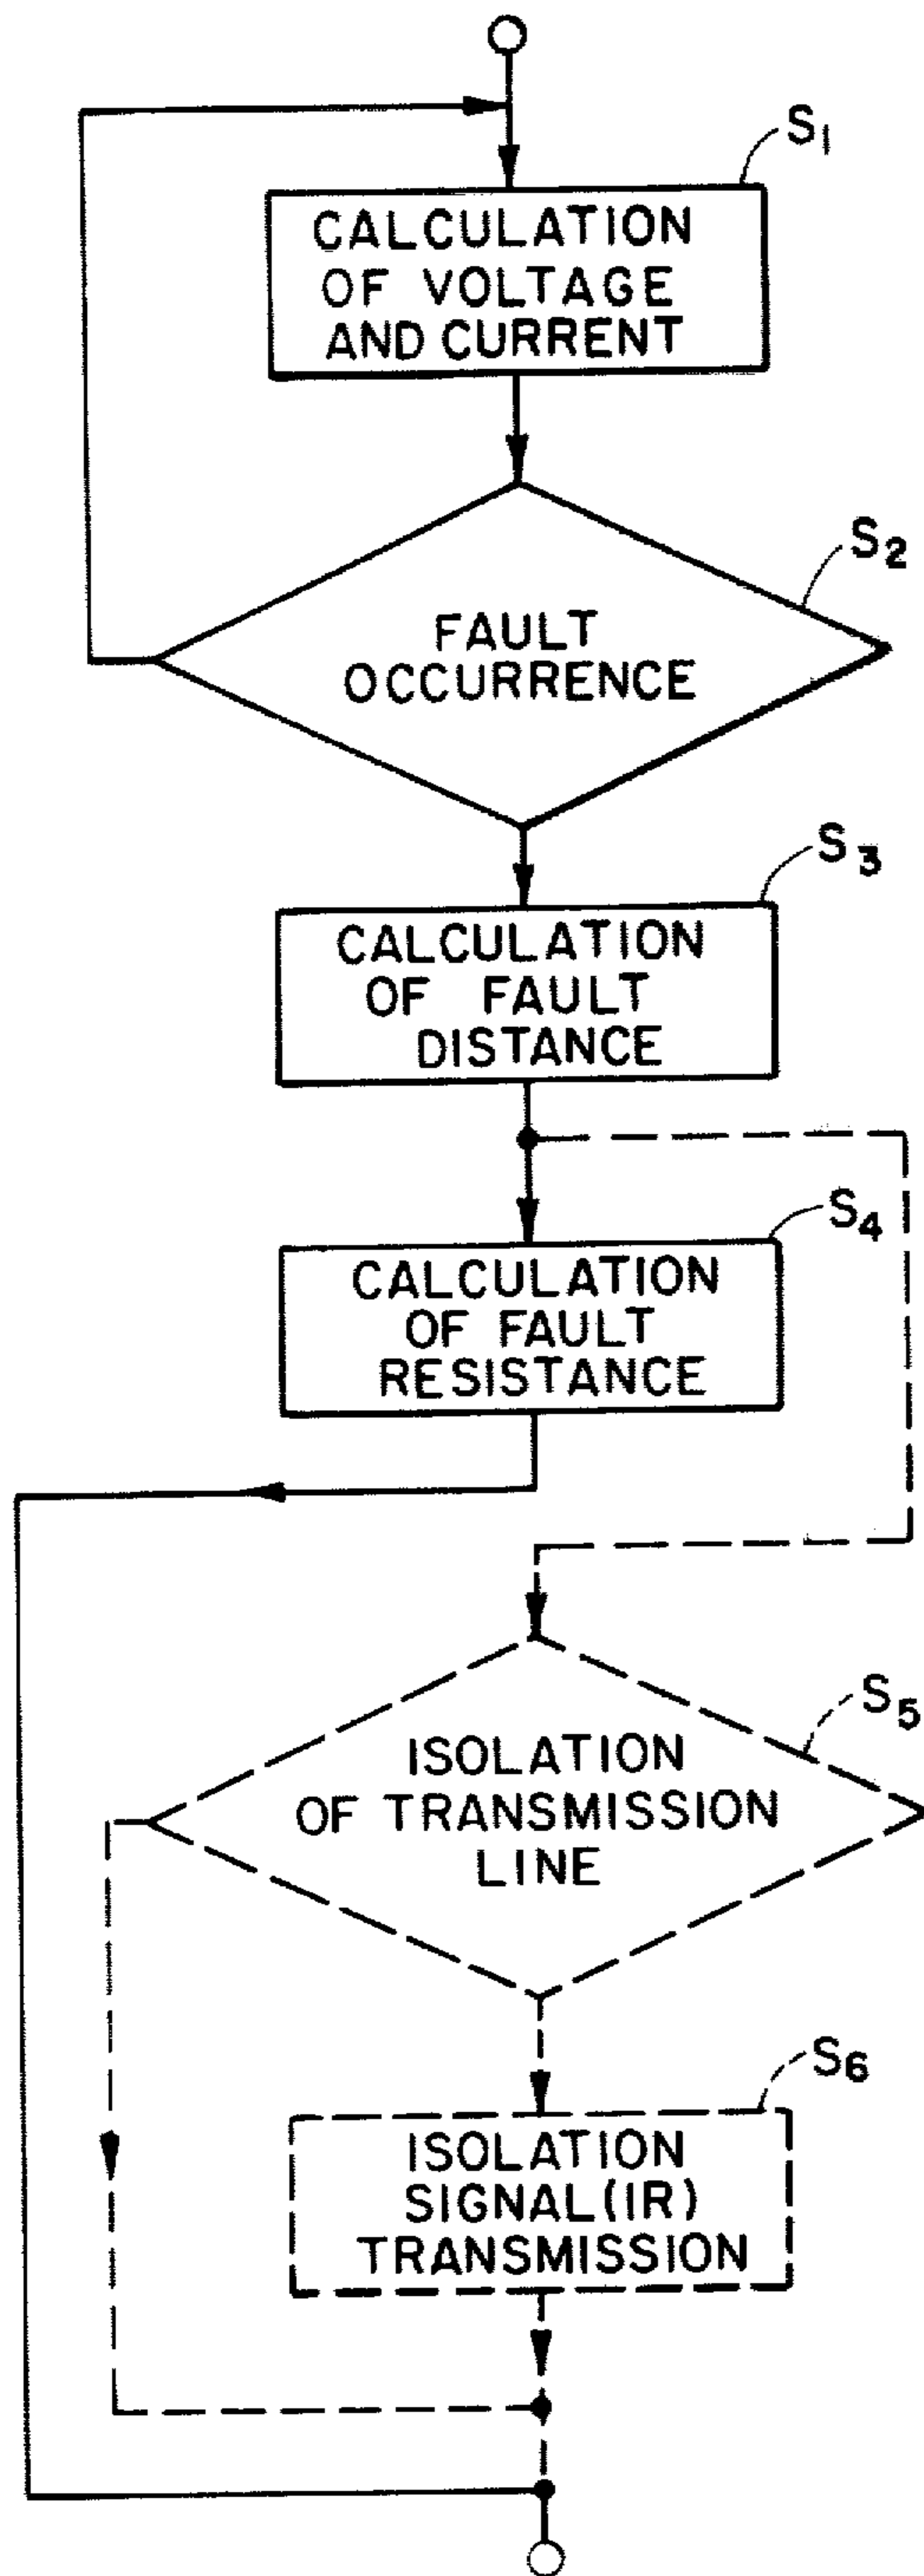 S1
CALCULATION
OF VOLTAGE
AND CURRENT
S2
FAULT
OCCURRENCE
S3
CALCULATION
OF FAULT
DISTANCE
S4
CALCULATION
OF FAULT
RESISTANCE
S5
ISOLATION
OF TRANSMISSION
LINE
S6
ISOLATION
SIGNAL(IR)
TRANSMISSION